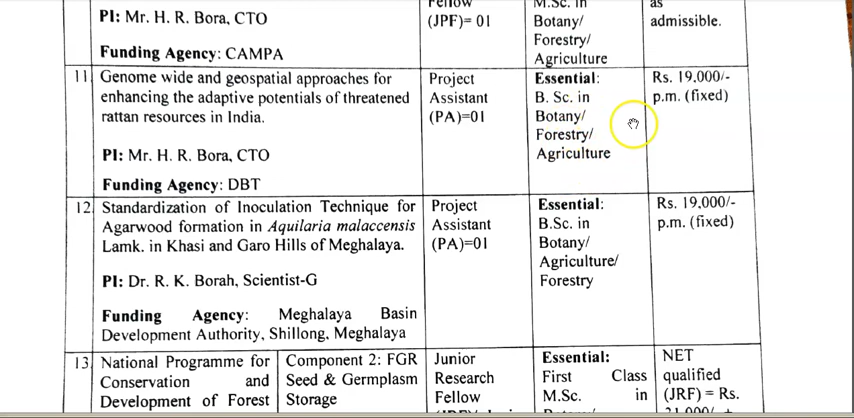 PI: Mr. H. R. Bora, CTO
Funding Agency: CAMPA
Fellow
(JPF)= 01
M.Sc. in
Botany/
Forestry/
Agriculture
as
admissible.
11. Genome wide and geospatial approaches for
enhancing the adaptive potentials of threatened
rattan resources in India.
PI: Mr. H. R. Bora, CTO
Funding Agency: DBT
Project
Assistant
(PA)=01
Essential:
B. Sc. in
Botany/
Forestry/
Agriculture
Rs. 19,000/-
p.m. (fixed)
12. Standardization of Inoculation Technique for
Agarwood formation in Aquilaria malaccensis
Lamk. in Khasi and Garo Hills of Meghalaya.
PI: Dr. R. K. Borah, Scientist-G
Funding Agency: Meghalaya Basin
Development Authority, Shillong, Meghalaya
Project
Assistant
(PA)=01
Essential:
B.Sc. in
Botany/
Agriculture/
Forestry
Rs. 19,000/-
p.m. (fixed)
13. National Programme for
Conservation and
Development of Forest
Component 2: FGR
Seed & Germplasm
Storage
Junior
Research
Fellow
Essential:
First Class
M.Sc. in
NET
qualified
(JRF) = Rs.